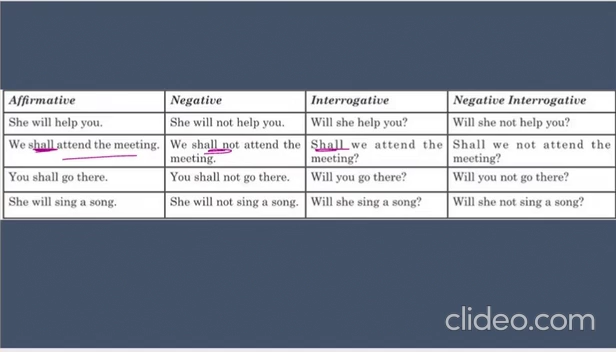 Affirmative Negative Interrogative Negative Interrogative
She will help you. She will not help you. Will she help you? Will she not help you?
We shall attend the meeting. We shall not attend the Shall we attend the Shall we not attend the
meeting. meeting? meeting?
You shall go there. You shall not go there. Will you go there? Will you not go there?
She will sing a song. She will not sing a song. Will she sing a song? Will she not sing a song?
clideo.com